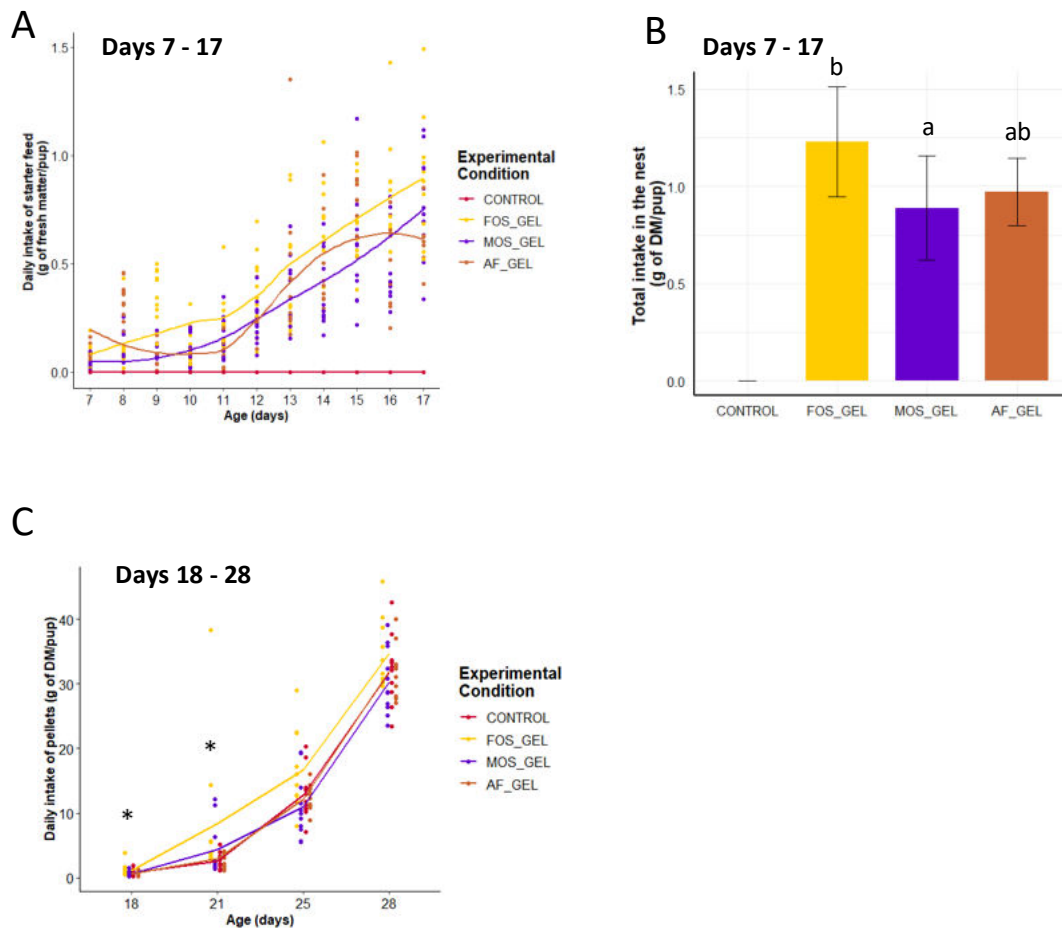 A
Days 7 - 17
Daily intake of starter feed
(g of fresh matter/pup)
1.5
1.0
0.5
0.0
7 8 9 10 11 12 13 14 15 16 17
Age (days)
Experimental
Condition
CONTROL
FOS_GEL
MOS_GEL
AF_GEL
B
Days 7 - 17
Total intake in the nest
(g of DM/pup)
1.5
1.0
0.5
0.0
b
a
ab
CONTROL FOS_GEL MOS_GEL AF_GEL
C
Days 18 - 28
Daily intake of pellets (g of DM/pup)
40
30
20
10
0
*
*
18 21 25 28
Age (days)
Experimental
Condition
CONTROL
FOS_GEL
MOS_GEL
AF_GEL